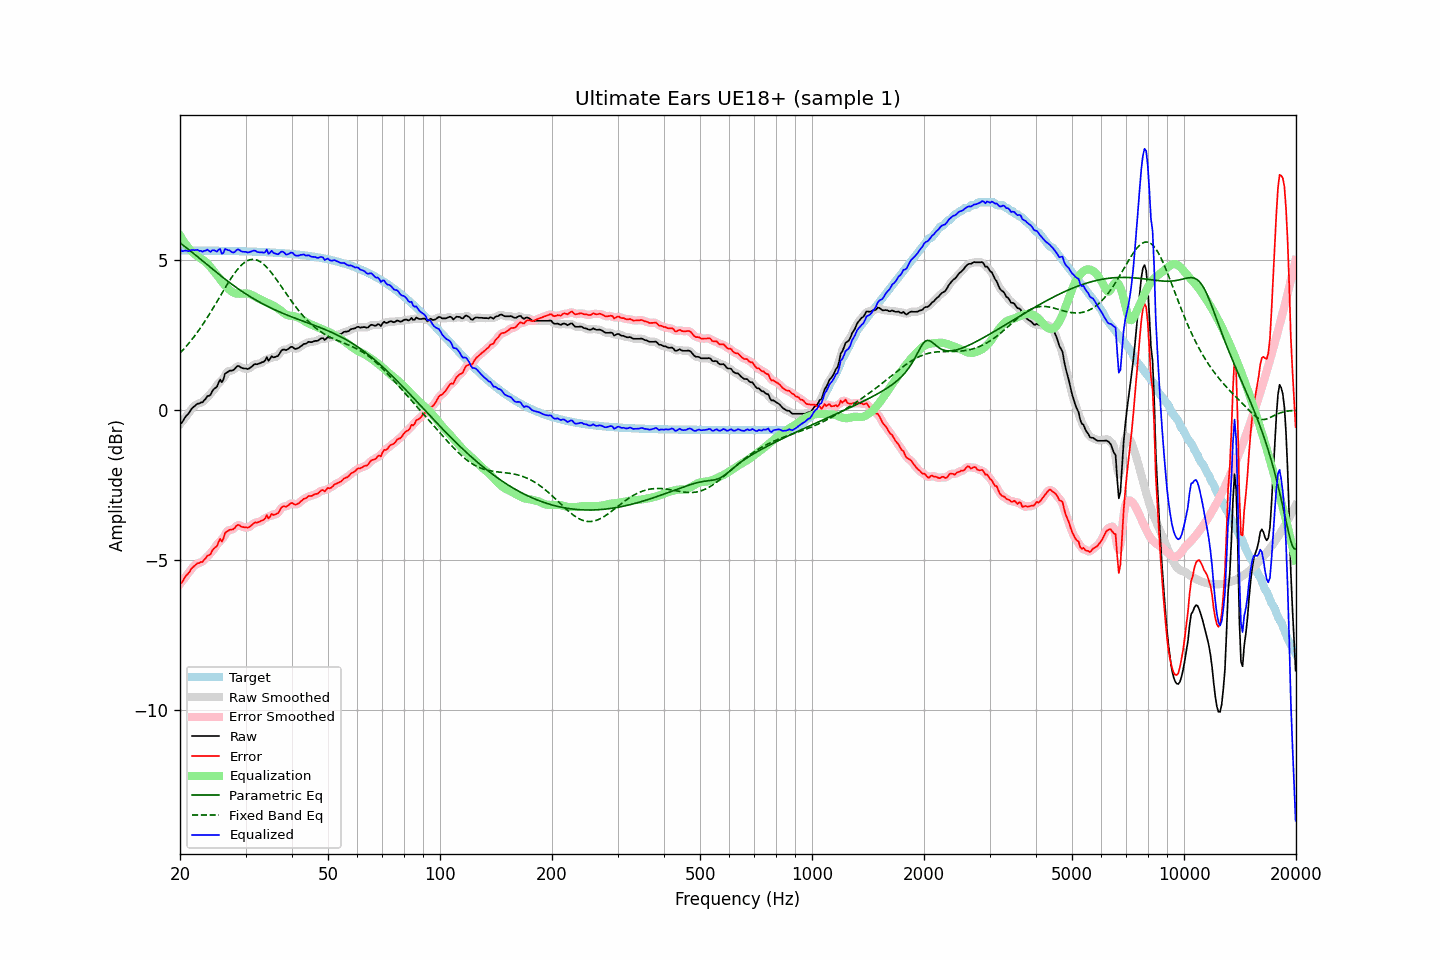 Ultimate Ears UE18+ (sample 1)
Amplitude (dBr)
5
0
−5
−10
Target
Raw Smoothed
Error Smoothed
Raw
Error
Equalization
Parametric Eq
Fixed Band Eq
Equalized
20 50 100 200 500 1000 2000 5000 10000 20000
Frequency (Hz)